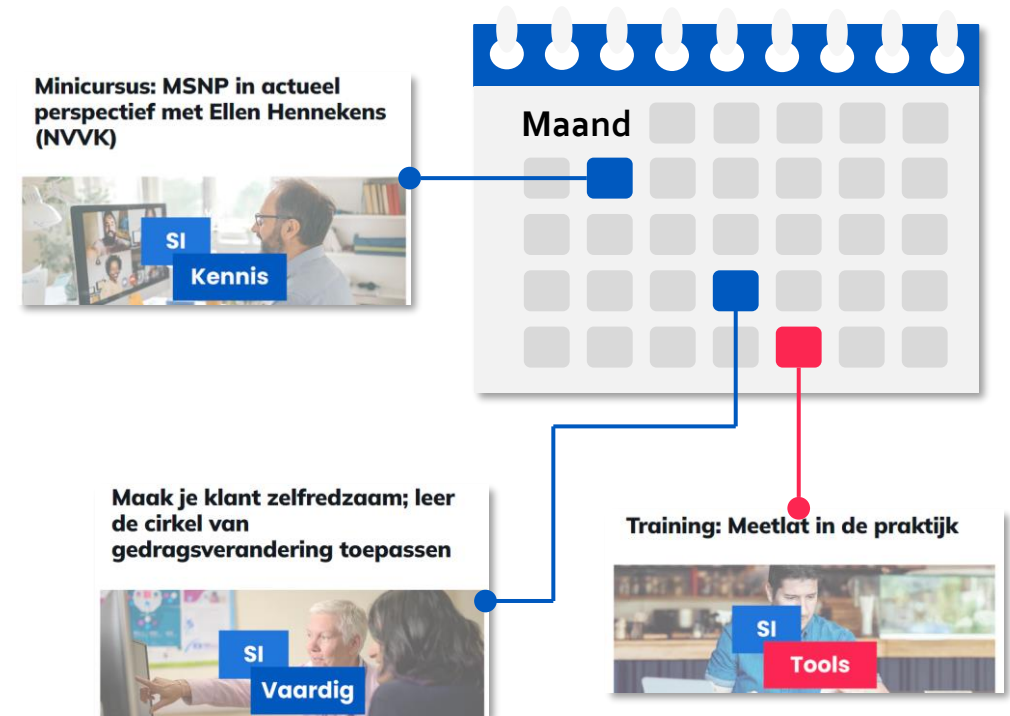 Minicursus: MSNP in actueel
perspectief met Ellen Hennekens
(NVVK)
SI
Kennis
Maand
Maak je klant zelfredzaam; leer
de cirkel van
gedragsverandering toepassen
SI
Vaardig
Training: Meetlat in de praktijk
SI
Tools